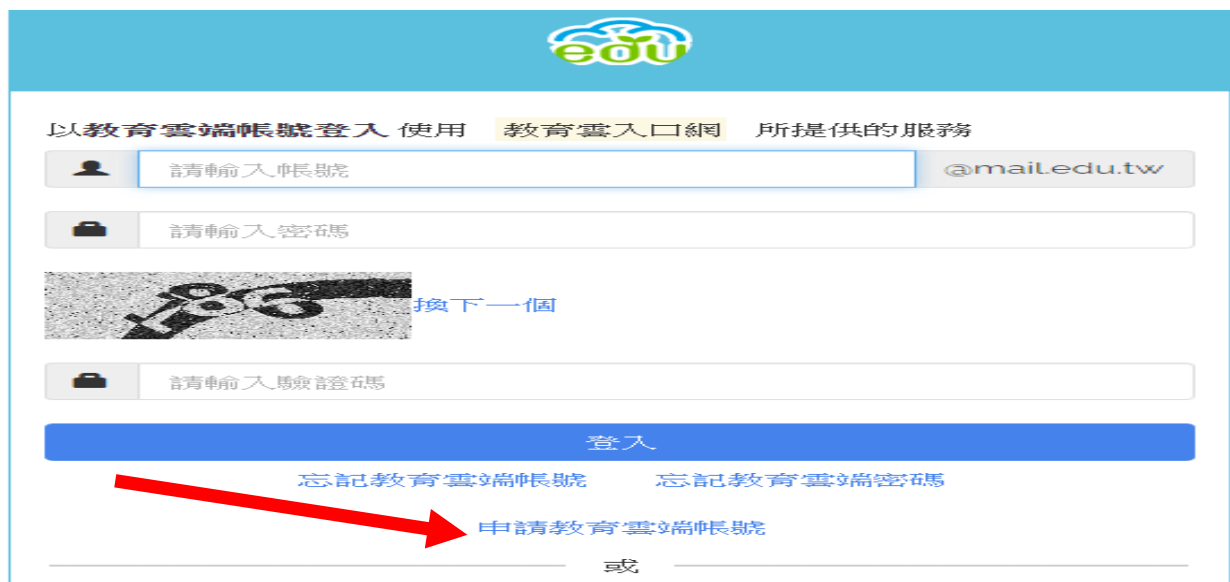 edu
以教育雲端帳號登入 使用 教育雲入口網 所提供的服務
請輸入帳號 @mail.edu.tw
請輸入密碼
換下一個
請輸入驗證碼
登入
忘記教育雲端帳號 忘記教育雲端密碼
申請教育雲端帳號
或